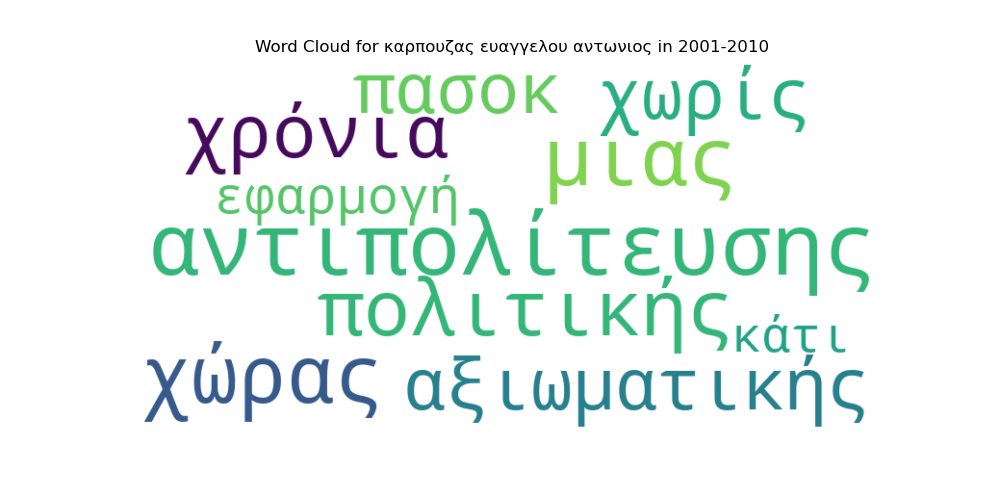 Word Cloud for καρπουζας ευαγγελου αντωνιος in 2001-2010
πασοκ χωρίς
χρόνια μιας
εφαρμογή
αντιπολίτευσης
πολιτικής κάτι
χώρας αξιωματικής